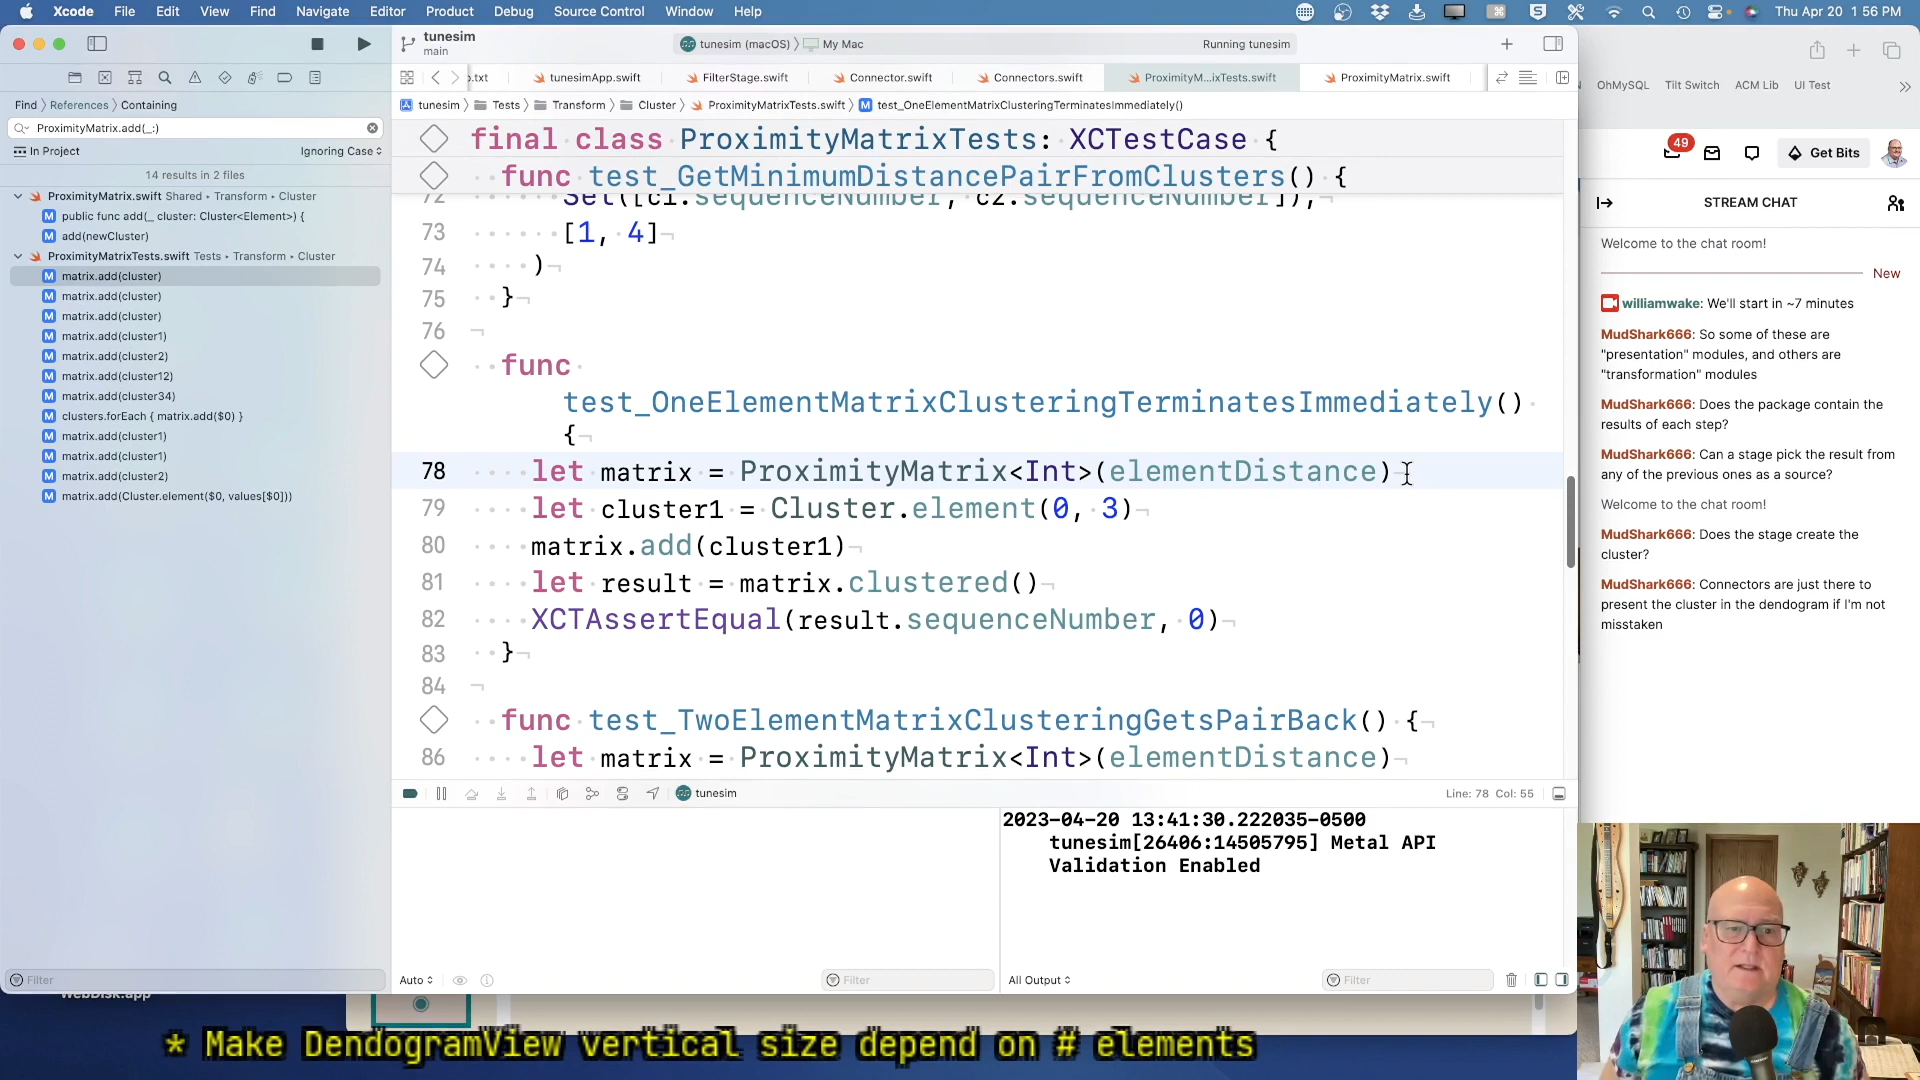 Xcode File Edit View Find Navigate Editor Product Debug Source Control Window Help
Thu Apr 20 1:56 PM
tunesim
main
tunesim (macOS) My Mac
Running tunesim
p.txt tunesimApp.swift FilterStage.swift Connector.swift Connectors.swift ProximityM...ixTests.swift ProximityMatrix.swift
tunesim Tests Transform Cluster ProximityMatrixTests.swift test_OneElementMatrixClusteringTerminatesImmediately()
Find References Containing
ProximityMatrix.add(_:)
In Project Ignoring Case
14 results in 2 files
ProximityMatrix.swift Shared • Transform • Cluster
public func add(_ cluster: Cluster<Element>) {
add(newCluster)
ProximityMatrixTests.swift Tests • Transform • Cluster
matrix.add(cluster)
matrix.add(cluster)
matrix.add(cluster)
matrix.add(cluster1)
matrix.add(cluster2)
matrix.add(cluster12)
matrix.add(cluster34)
clusters.forEach { matrix.add($0) }
matrix.add(cluster1)
matrix.add(cluster1)
matrix.add(cluster2)
matrix.add(Cluster.element($0, values[$0]))
Filter
final class ProximityMatrixTests: XCTestCase {
func test_GetMinimumDistancePairFromClusters() {
72 Set([c1.sequenceNumber, c2.sequenceNumber]),
73 [1, 4]
74 )
75 }
76
func
test_OneElementMatrixClusteringTerminatesImmediately()
{
78 let matrix = ProximityMatrix<Int>(elementDistance)
79 let cluster1 = Cluster.element(0, 3)
80 matrix.add(cluster1)
81 let result = matrix.clustered()
82 XCTAssertEqual(result.sequenceNumber, 0)
83 }
84
func test_TwoElementMatrixClusteringGetsPairBack() {
86 let matrix = ProximityMatrix<Int>(elementDistance)
tunesim
Line: 78 Col: 55
2023-04-20 13:41:30.222035-0500
tunesim[26406:14505795] Metal API
Validation Enabled
Auto Filter All Output Filter
OhMySQL Tilt Switch ACM Lib UI Test
49 Get Bits
STREAM CHAT
Welcome to the chat room!
New
williamwake: We'll start in ~7 minutes
MudShark666: So some of these are
"presentation" modules, and others are
"transformation" modules
MudShark666: Does the package contain the
results of each step?
MudShark666: Can a stage pick the result from
any of the previous ones as a source?
Welcome to the chat room!
MudShark666: Does the stage create the
cluster?
MudShark666: Connectors are just there to
present the cluster in the dendogram if I'm not
misstaken
WebDisk.app
* Make DendogramView vertical size depend on # elements